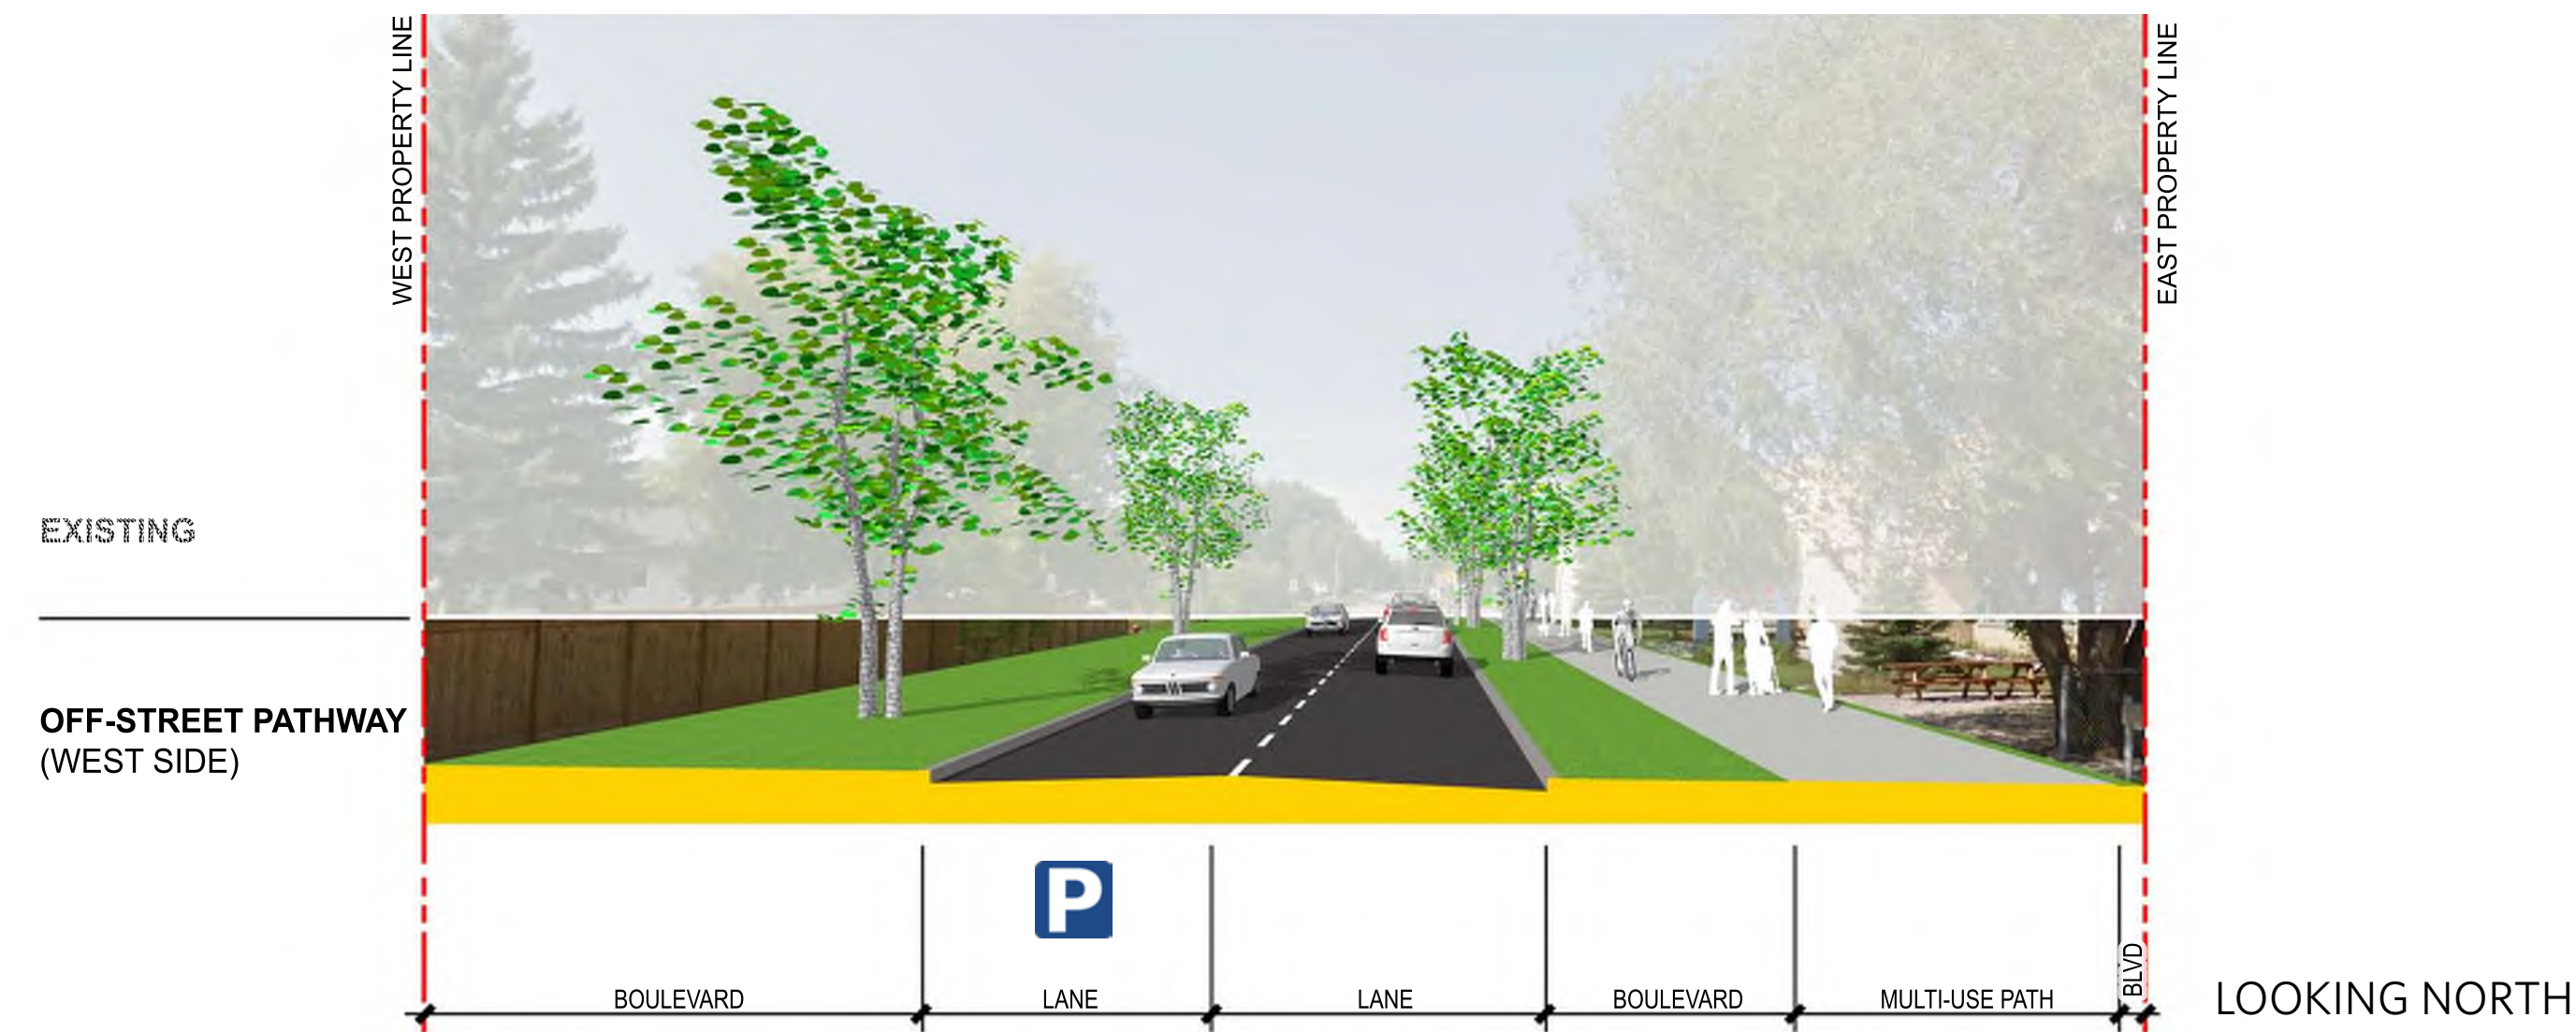 WEST PROPERTY LINE
EAST PROPERTY LINE
EXISTING
OFF-STREET PATHWAY
(WEST SIDE)
P
BOULEVARD
LANE
LANE
BOULEVARD
MULTI-USE PATH
BLVD
LOOKING NORTH